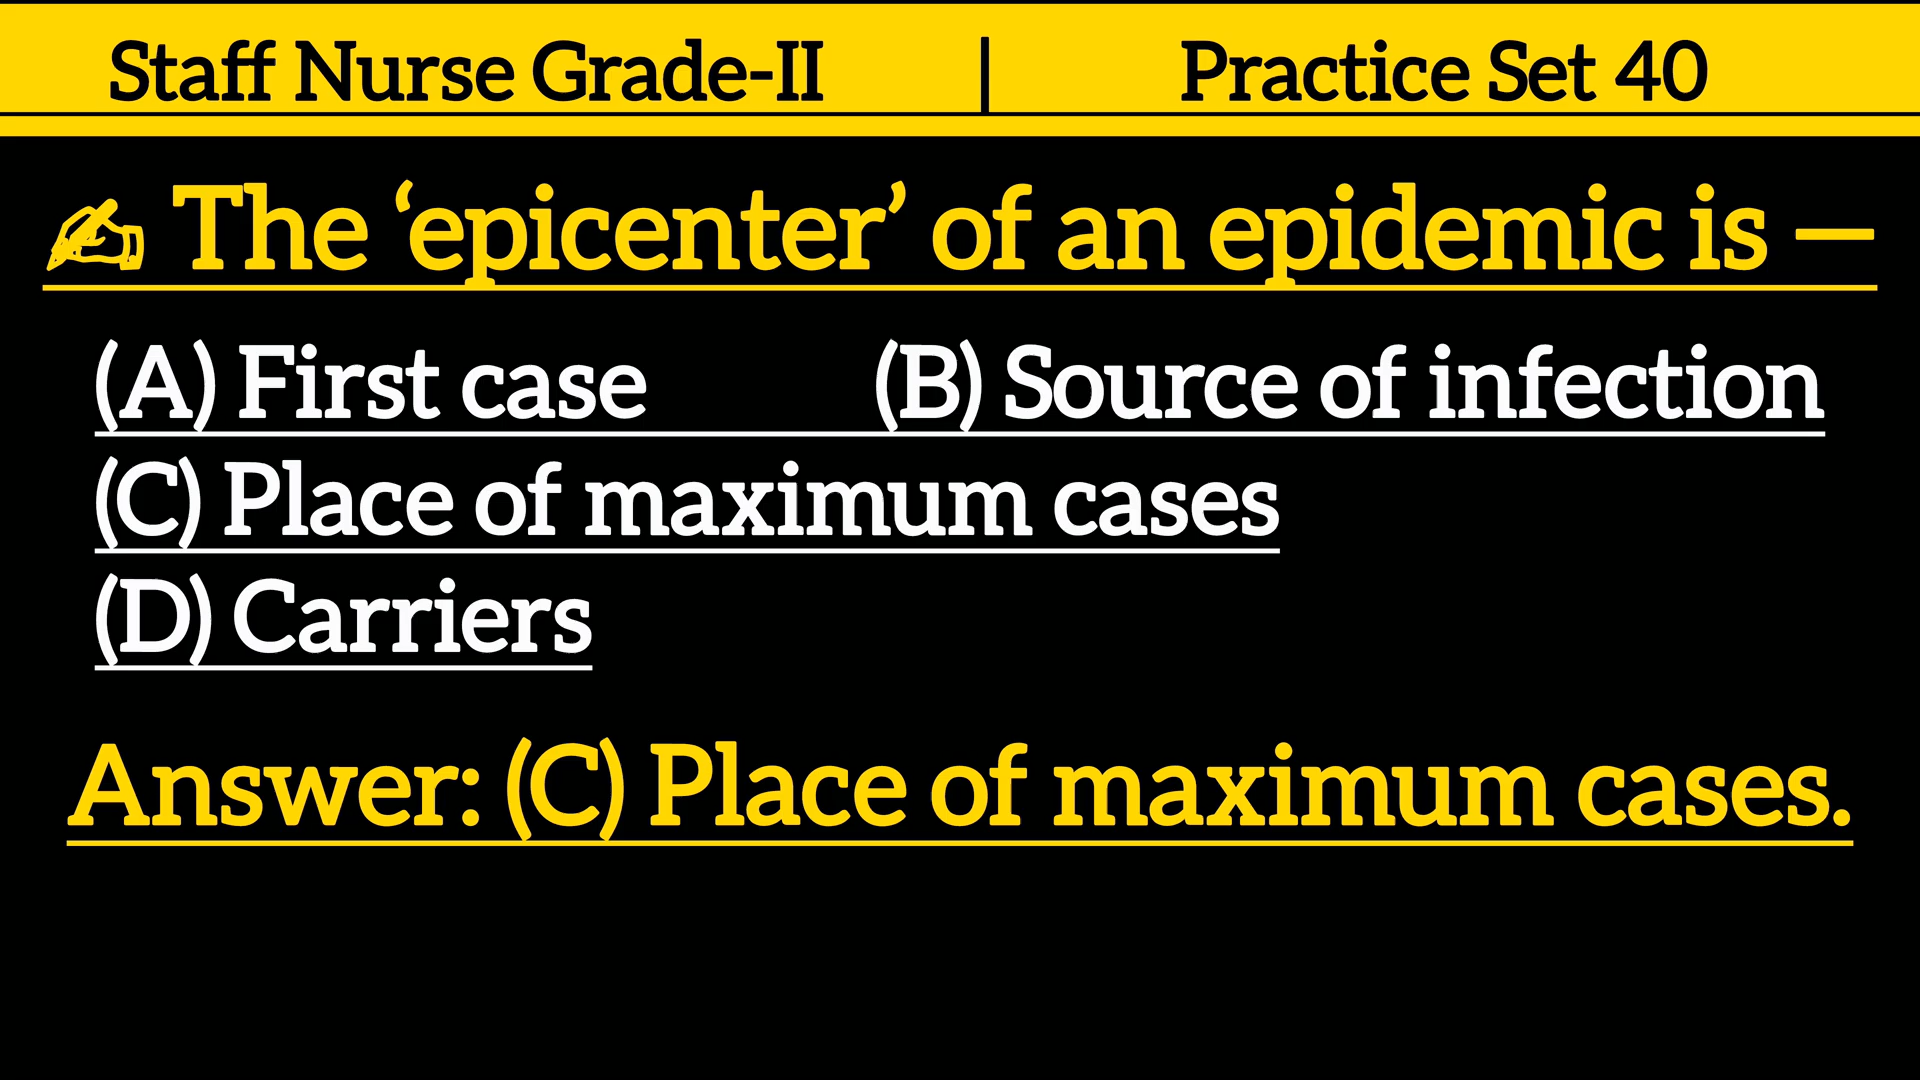 Staff Nurse Grade-II | Practice Set 40
✍ The ‘epicenter’ of an epidemic is —
(A) First case (B) Source of infection
(C) Place of maximum cases
(D) Carriers
Answer: (C) Place of maximum cases.